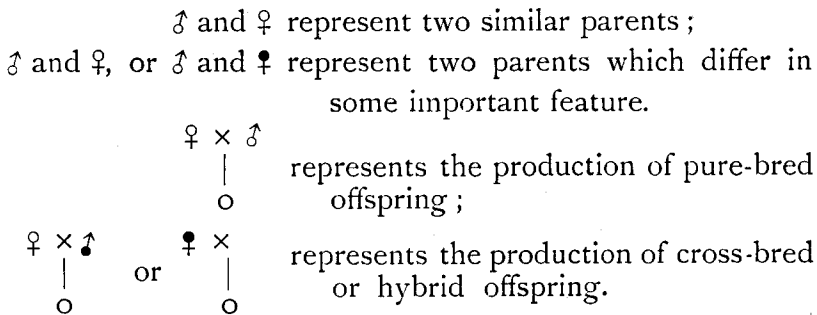 ♂ and ♀ represent two similar parents ;
♂ and ♀, or ♂ and ♀ represent two parents which differ in
some important feature.
♀ × ♂
represents the production of pure-bred
offspring ;
O
♀ × ♂ or ♀ ×
represents the production of cross-bred
or hybrid offspring.
O O